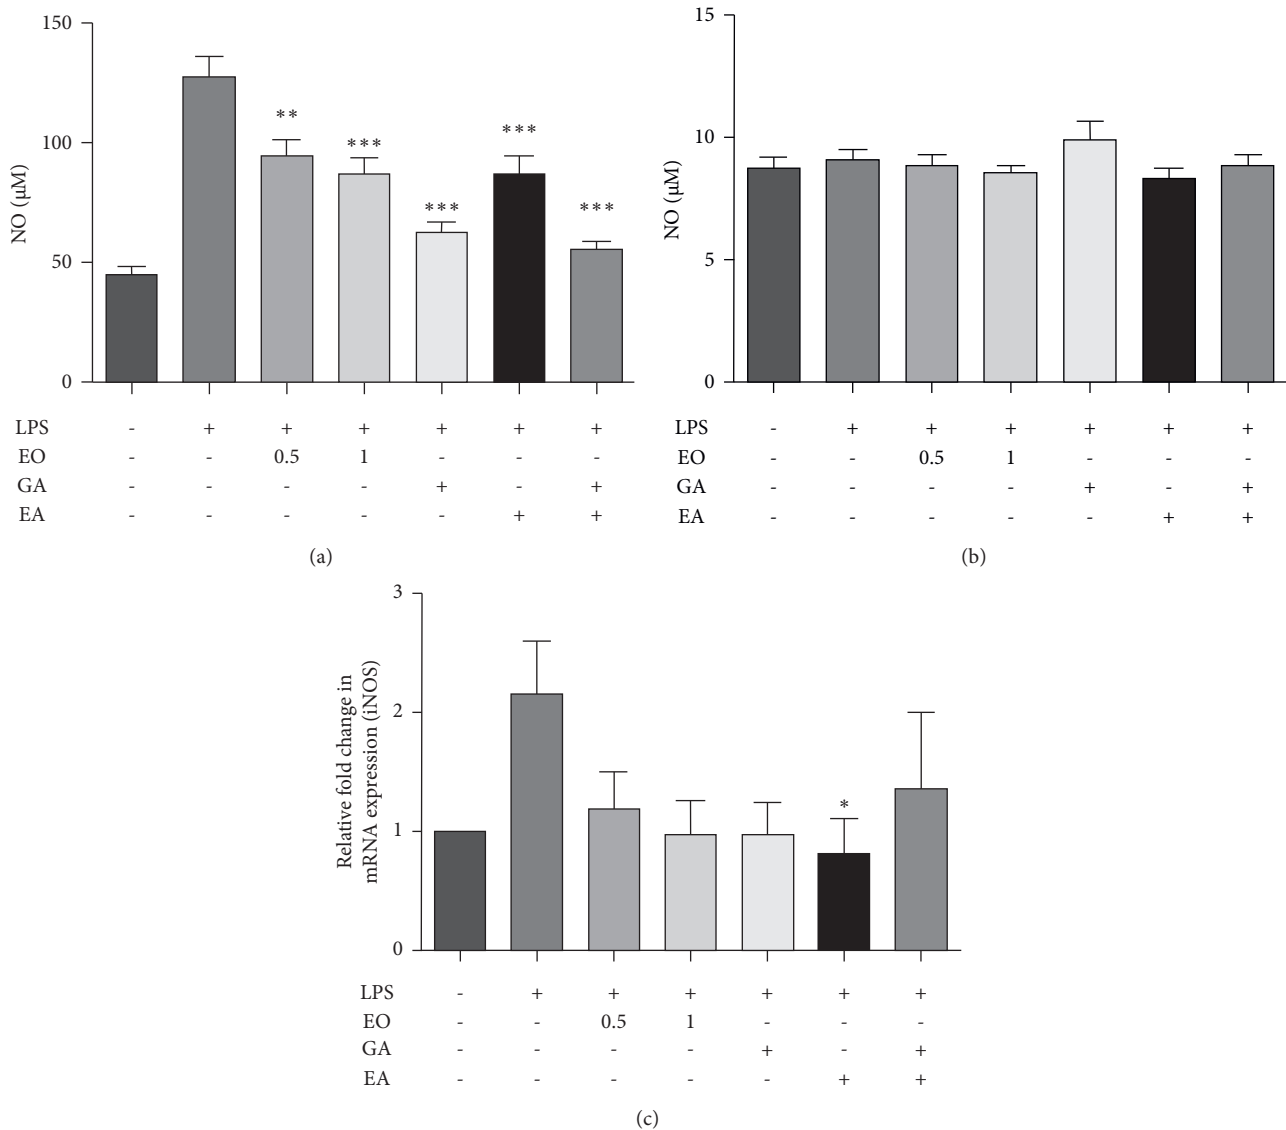 150
100
50
0
NO (μM)
** *** *** *** ***
LPS - + + + + + +
EO - - 0.5 1 - - -
GA - - - - + - +
EA - - - - - + +
(a)
15
10
5
0
NO (μM)
LPS - + + + + + +
EO - - 0.5 1 - - -
GA - - - - + - +
EA - - - - - + +
(b)
3
2
1
0
Relative fold change in
mRNA expression (iNOS)
*
LPS - + + + + + +
EO - - 0.5 1 - - -
GA - - - - + - +
EA - - - - - + +
(c)